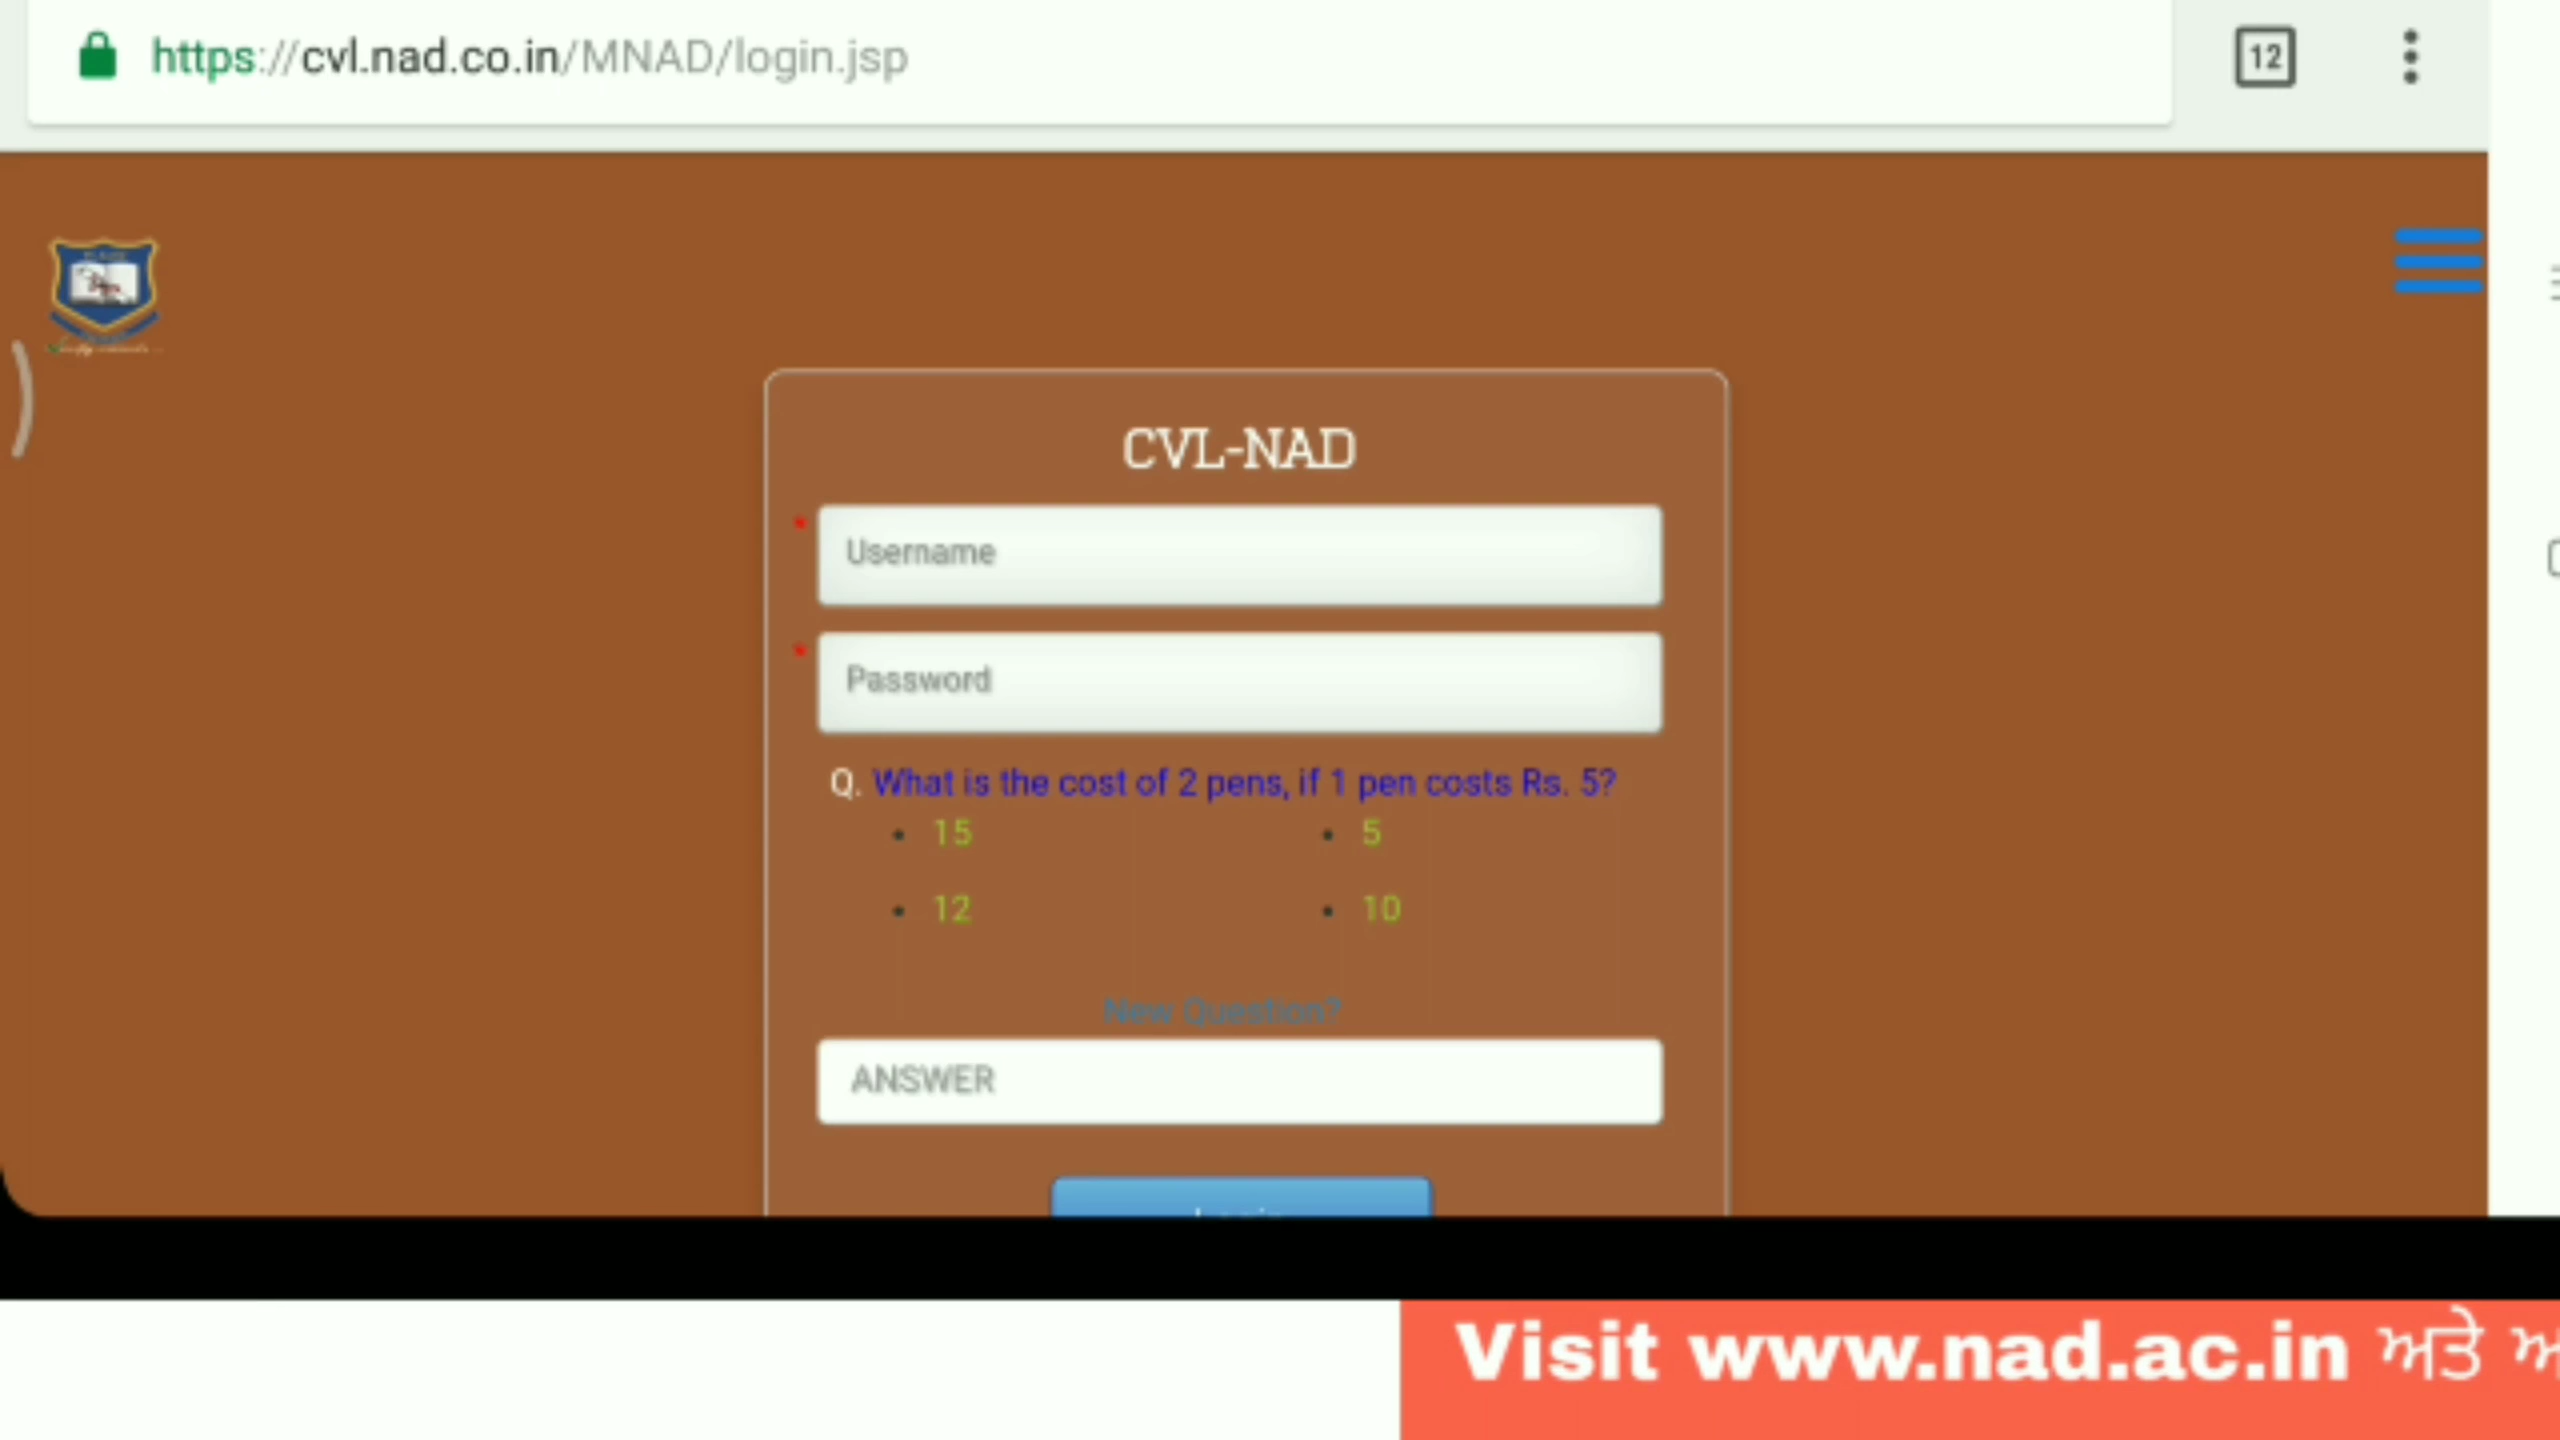 https://cvl.nad.co.in/MNAD/login.jsp
12
CVL-NAD
* Username
* Password
Q. What is the cost of 2 pens, if 1 pen costs Rs. 5?
• 15 • 5
• 12 • 10
New Question?
ANSWER
Visit www.nad.ac.in ਅਤੇ